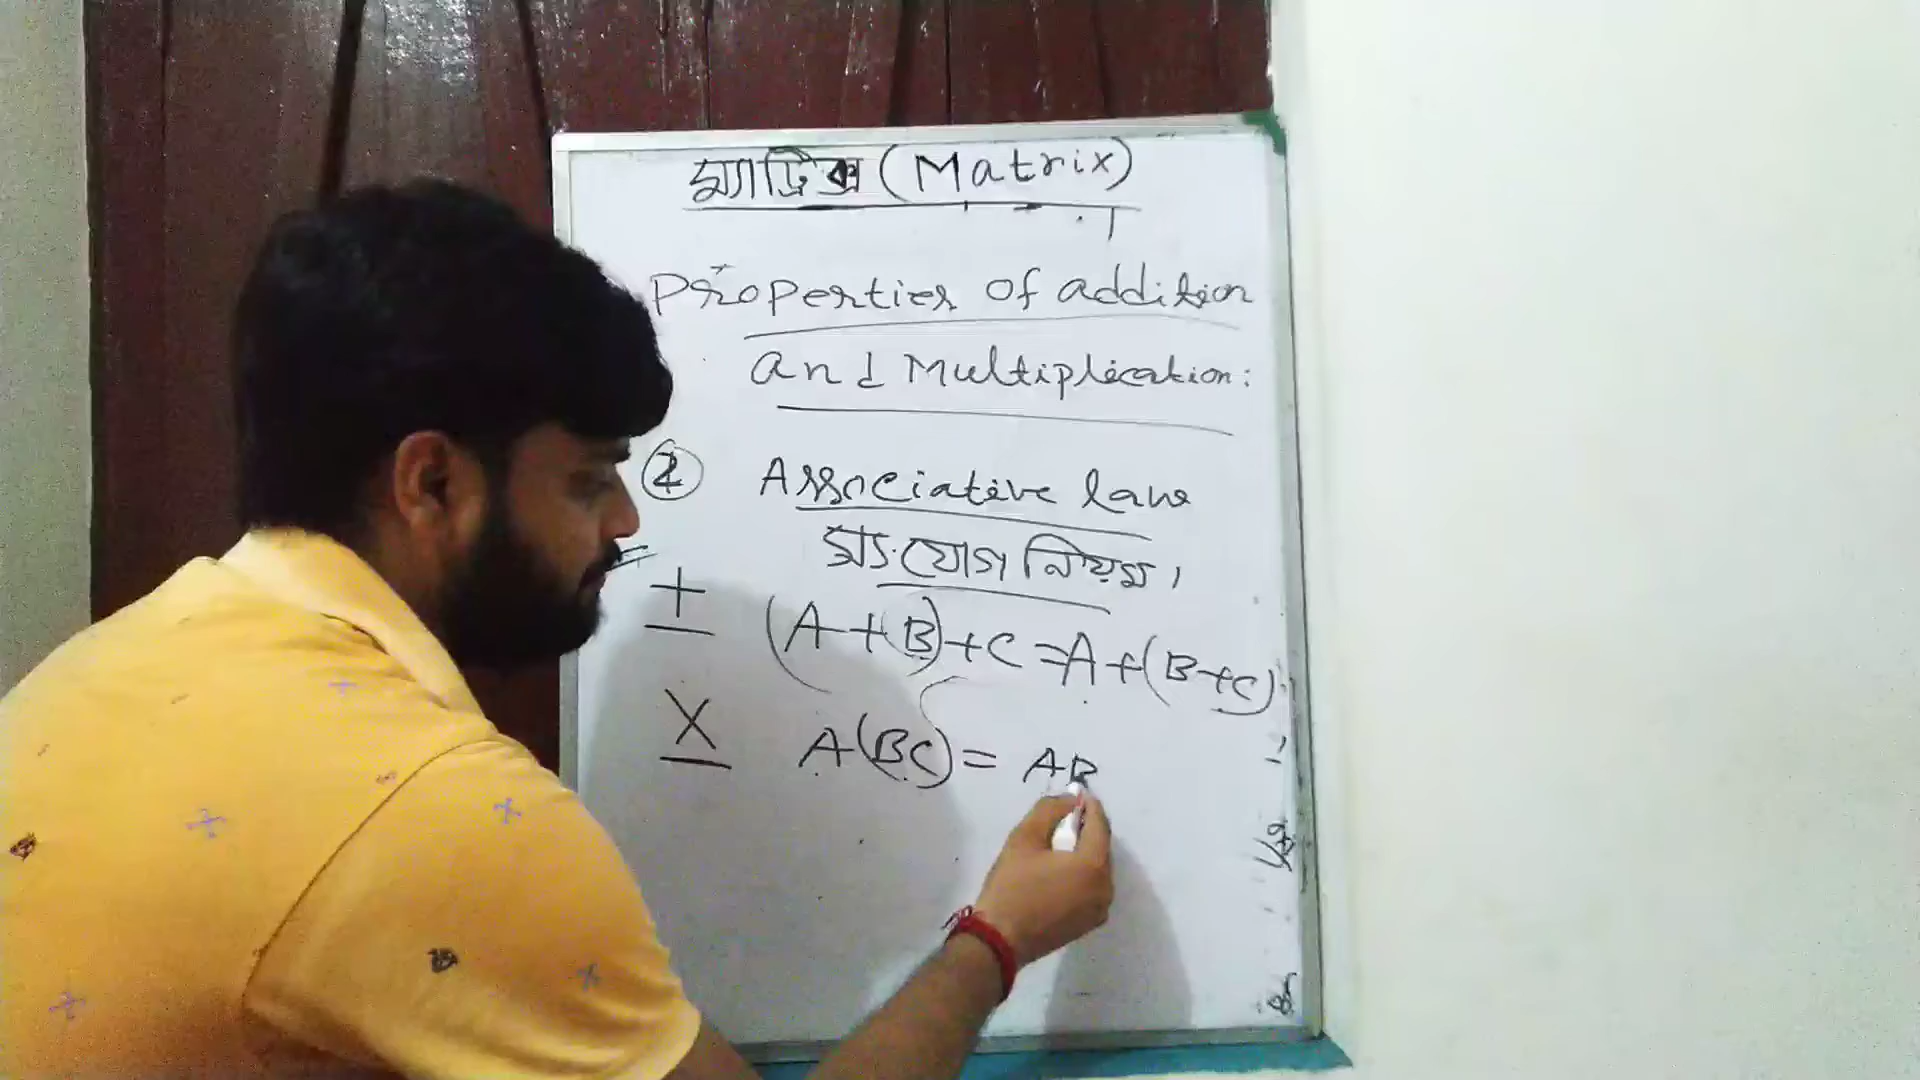 ম্যাট্রিক্স (Matrix)
Properties of addition
and Multiplication:
② Associative law
সংযোগ নিয়ম।
+ (A+B)+C=A+(B+C)
X A(BC) = AB